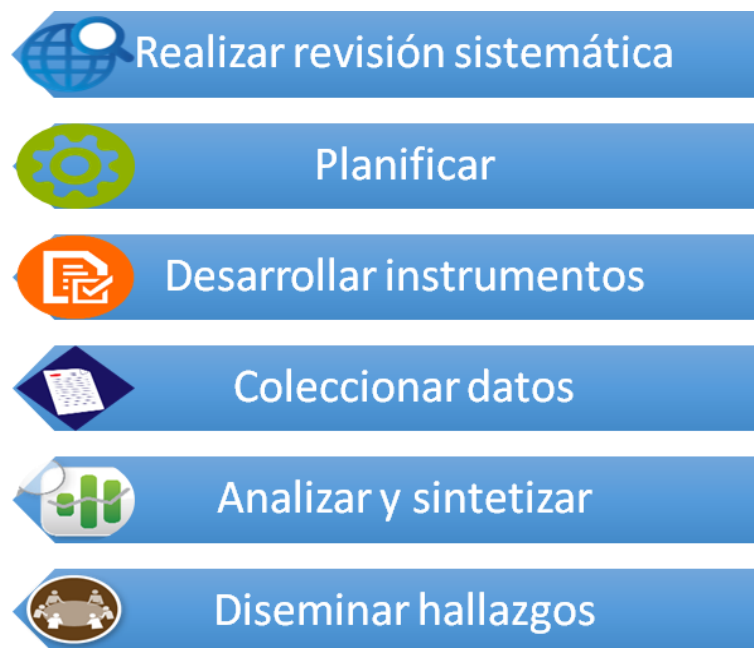 Realizar revisión sistemática
Planificar
Desarrollar instrumentos
Coleccionar datos
Analizar y sintetizar
Diseminar hallazgos